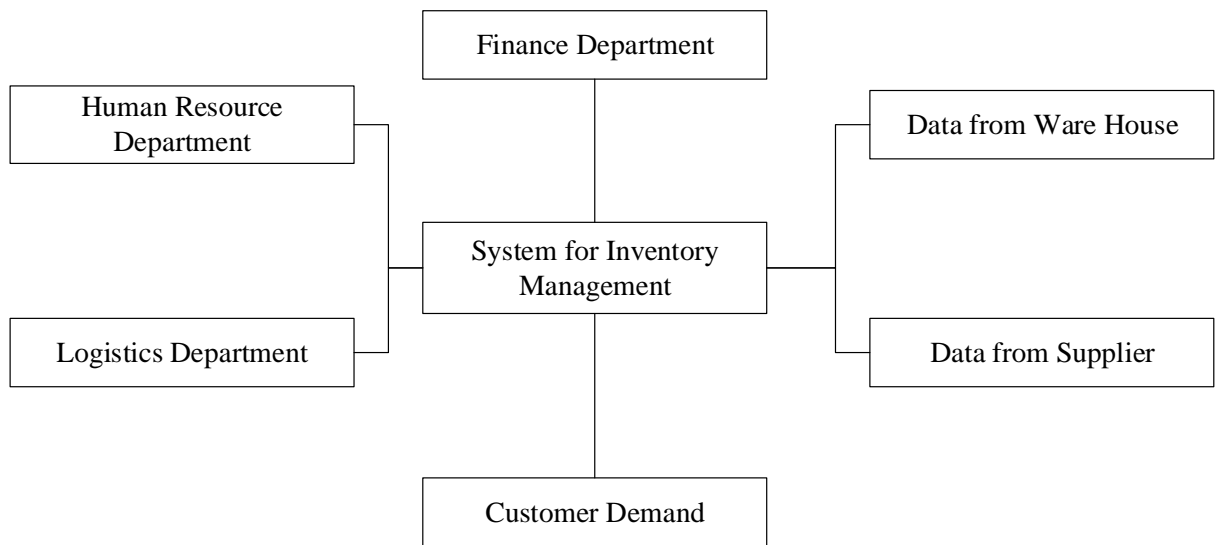 Finance Department
Human Resource
Department
Data from Ware House
System for Inventory
Management
Logistics Department
Data from Supplier
Customer Demand